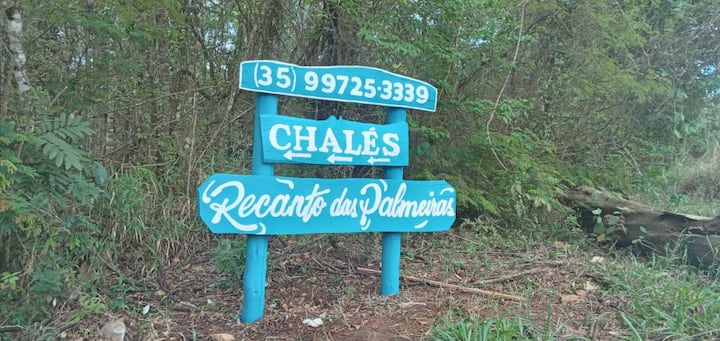 (35) 99725-3339
CHALÉS
← ← ←
Recanto das Palmeiras